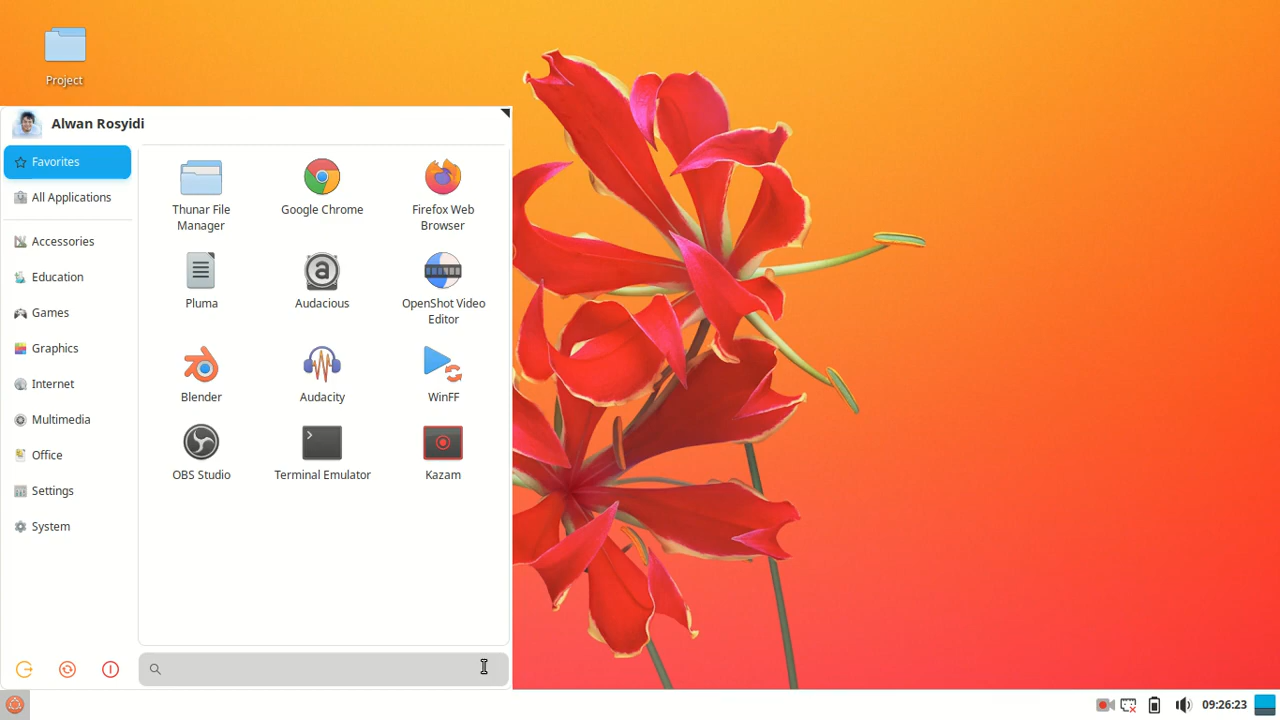 Project
Alwan Rosyidi
Favorites
All Applications
Accessories
Education
Games
Graphics
Internet
Multimedia
Office
Settings
System
Thunar File
Manager
Google Chrome
Firefox Web
Browser
Pluma
Audacious
OpenShot Video
Editor
Blender
Audacity
WinFF
OBS Studio
Terminal Emulator
Kazam
09:26:23